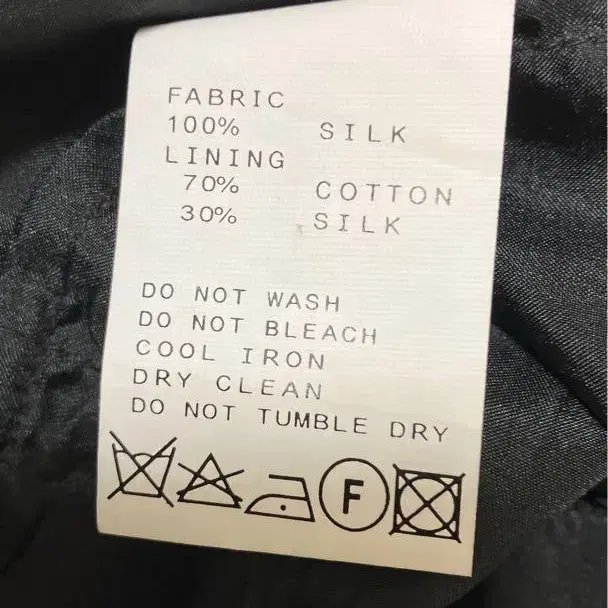 FABRIC
100% SILK
LINING
70% COTTON
30% SILK
DO NOT WASH
DO NOT BLEACH
COOL IRON
DRY CLEAN
DO NOT TUMBLE DRY
F